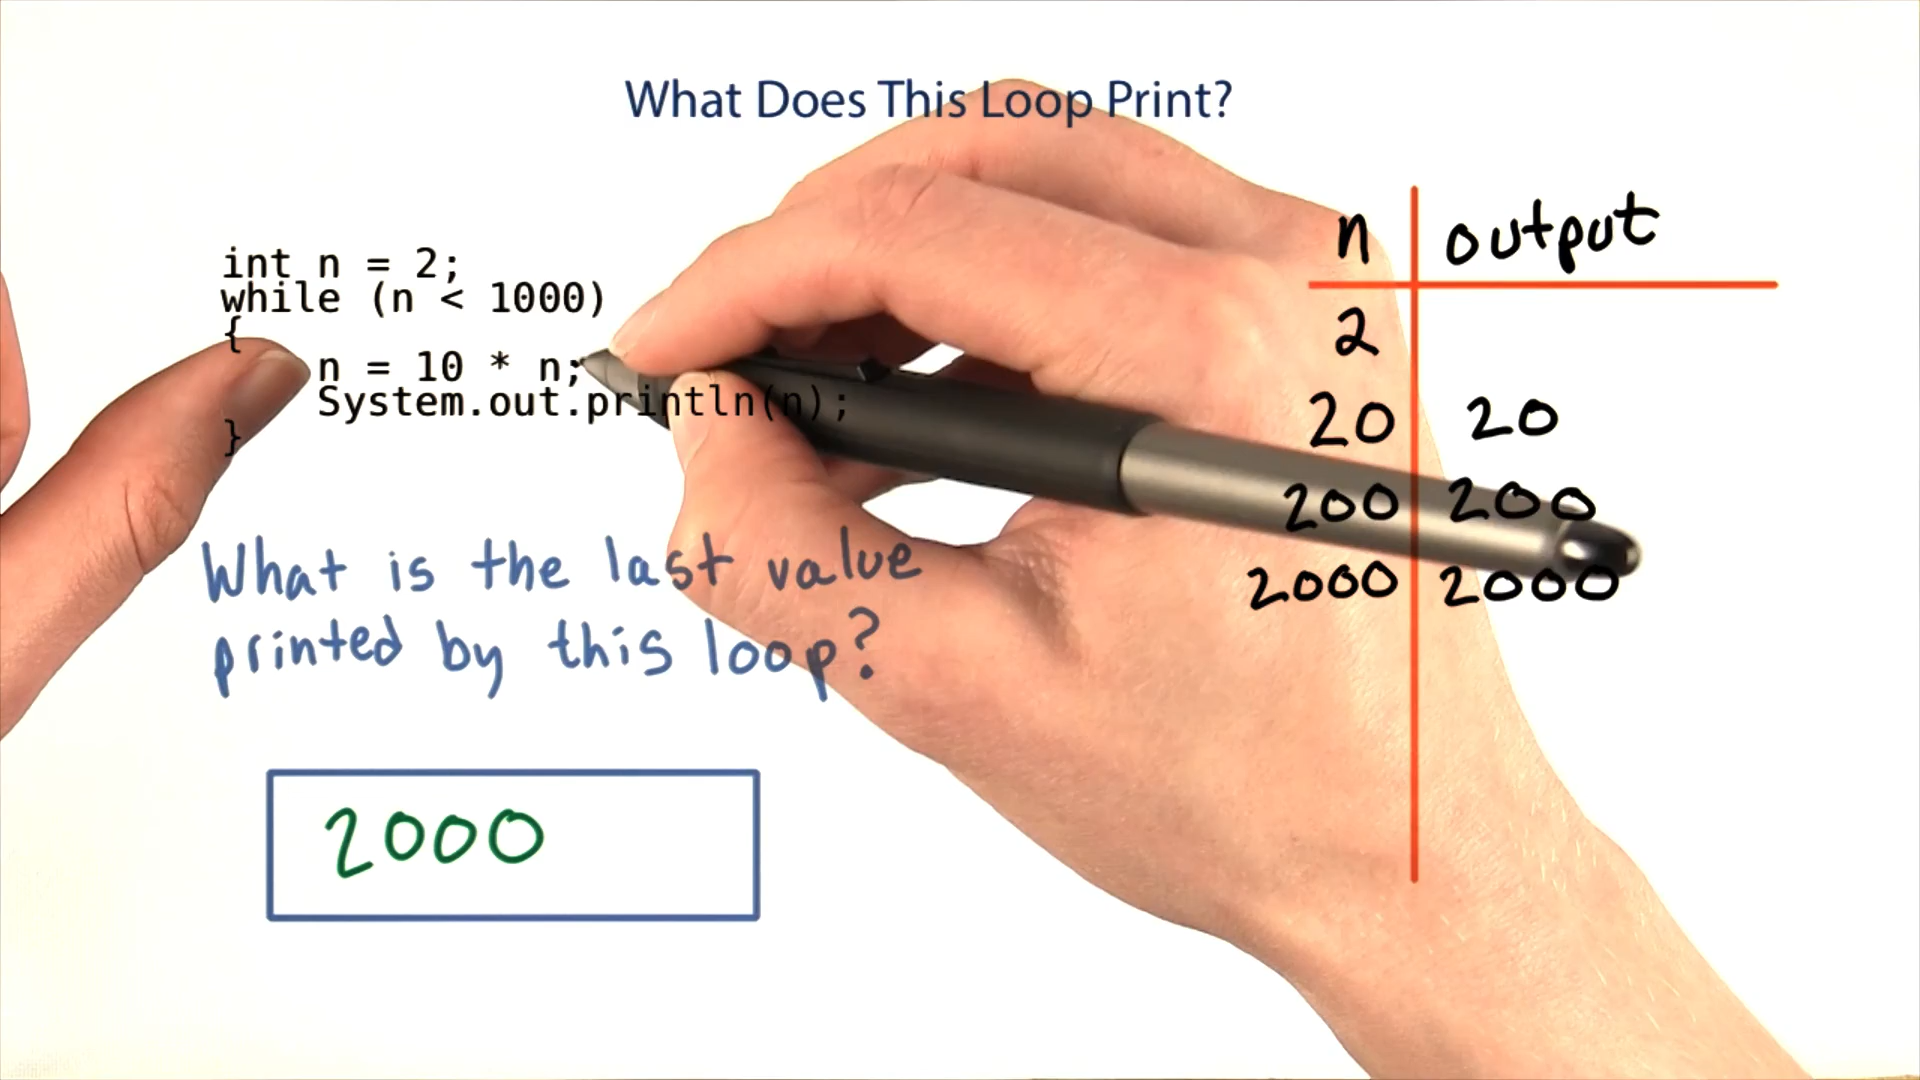 What Does This Loop Print?
int n = 2;
while (n < 1000)
{
n = 10 * n;
System.out.println(n);
}
What is the last value
printed by this loop?
2000
n output
2
20 20
200 200
2000 2000